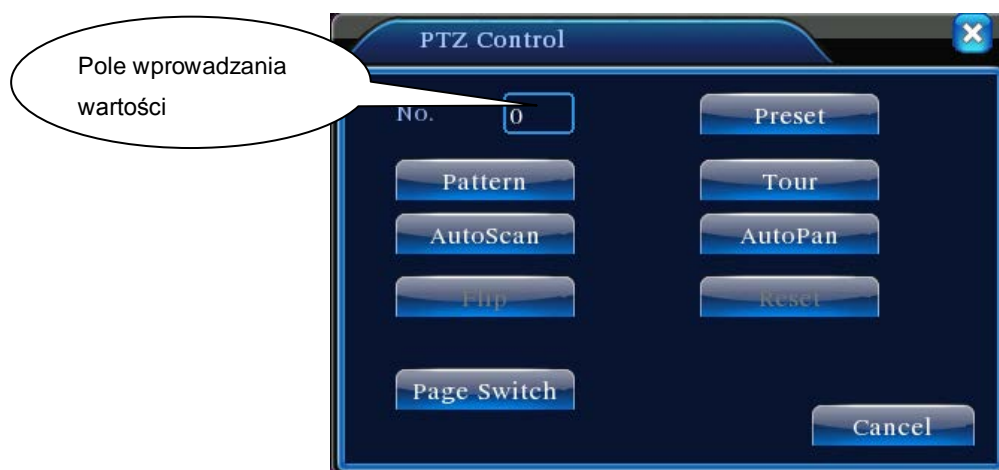 Pole wprowadzania
wartości
PTZ Control
No. 0 Preset
Pattern Tour
AutoScan AutoPan
Flip Reset
Page Switch
Cancel